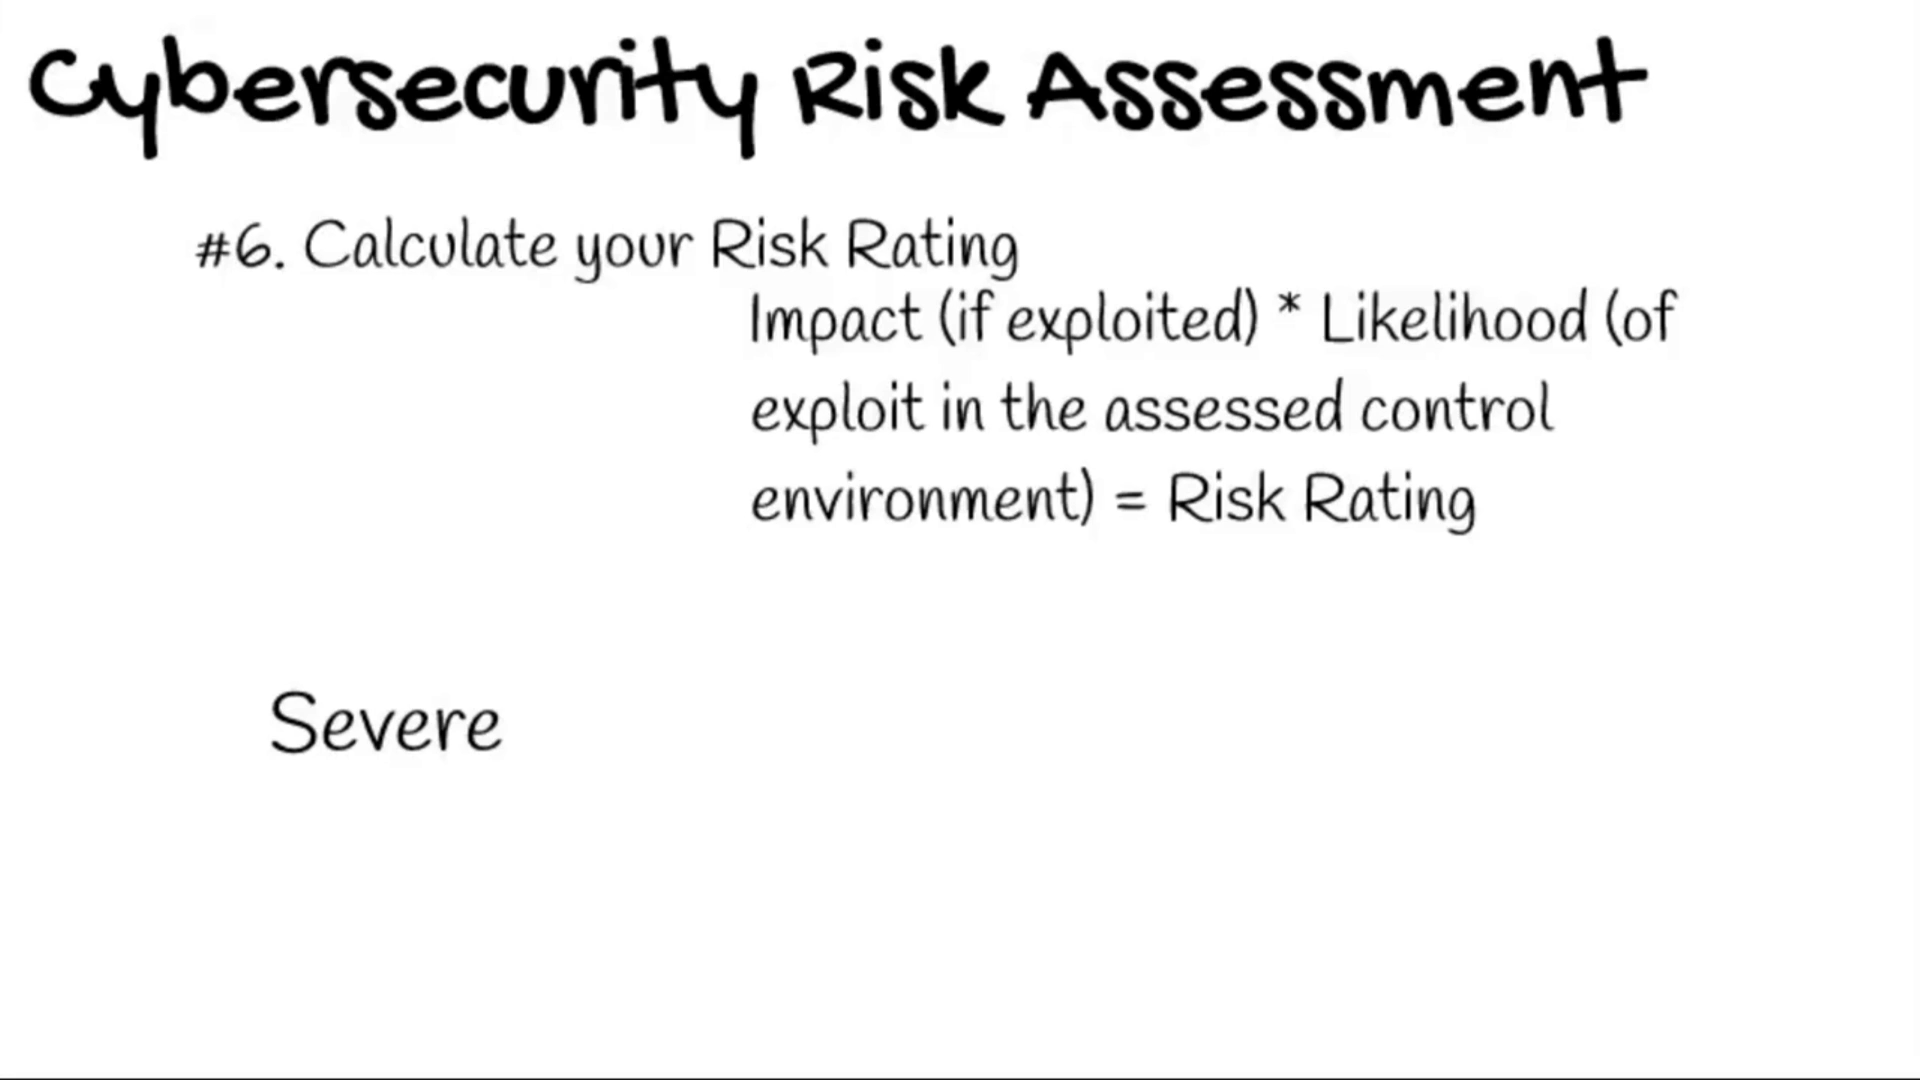 Cybersecurity Risk Assessment
#6. Calculate your Risk Rating
Impact (if exploited) * Likelihood (of
exploit in the assessed control
environment) = Risk Rating
Severe